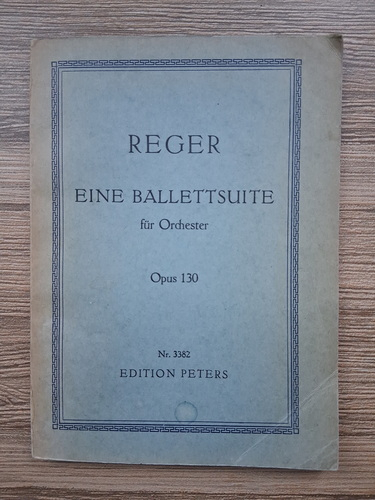 REGER
EINE BALLETTSUITE
für Orchester
Opus 130
Nr. 3382
EDITION PETERS